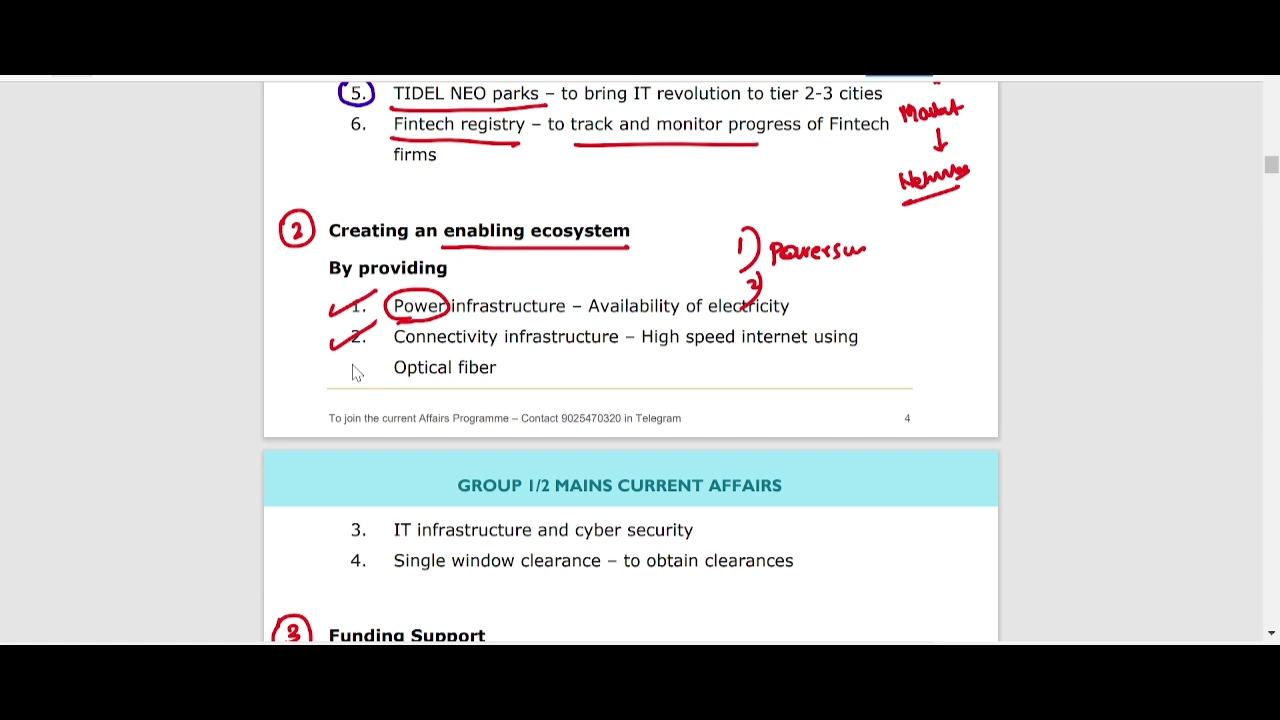 5. TIDEL NEO parks – to bring IT revolution to tier 2-3 cities
6. Fintech registry – to track and monitor progress of Fintech
firms
Market
2 Creating an enabling ecosystem
By providing
1)
2)
1. Power infrastructure – Availability of electricity
2. Connectivity infrastructure – High speed internet using
Optical fiber
To join the current Affairs Programme – Contact 9025470320 in Telegram 4
GROUP 1/2 MAINS CURRENT AFFAIRS
3. IT infrastructure and cyber security
4. Single window clearance – to obtain clearances
3 Funding Support